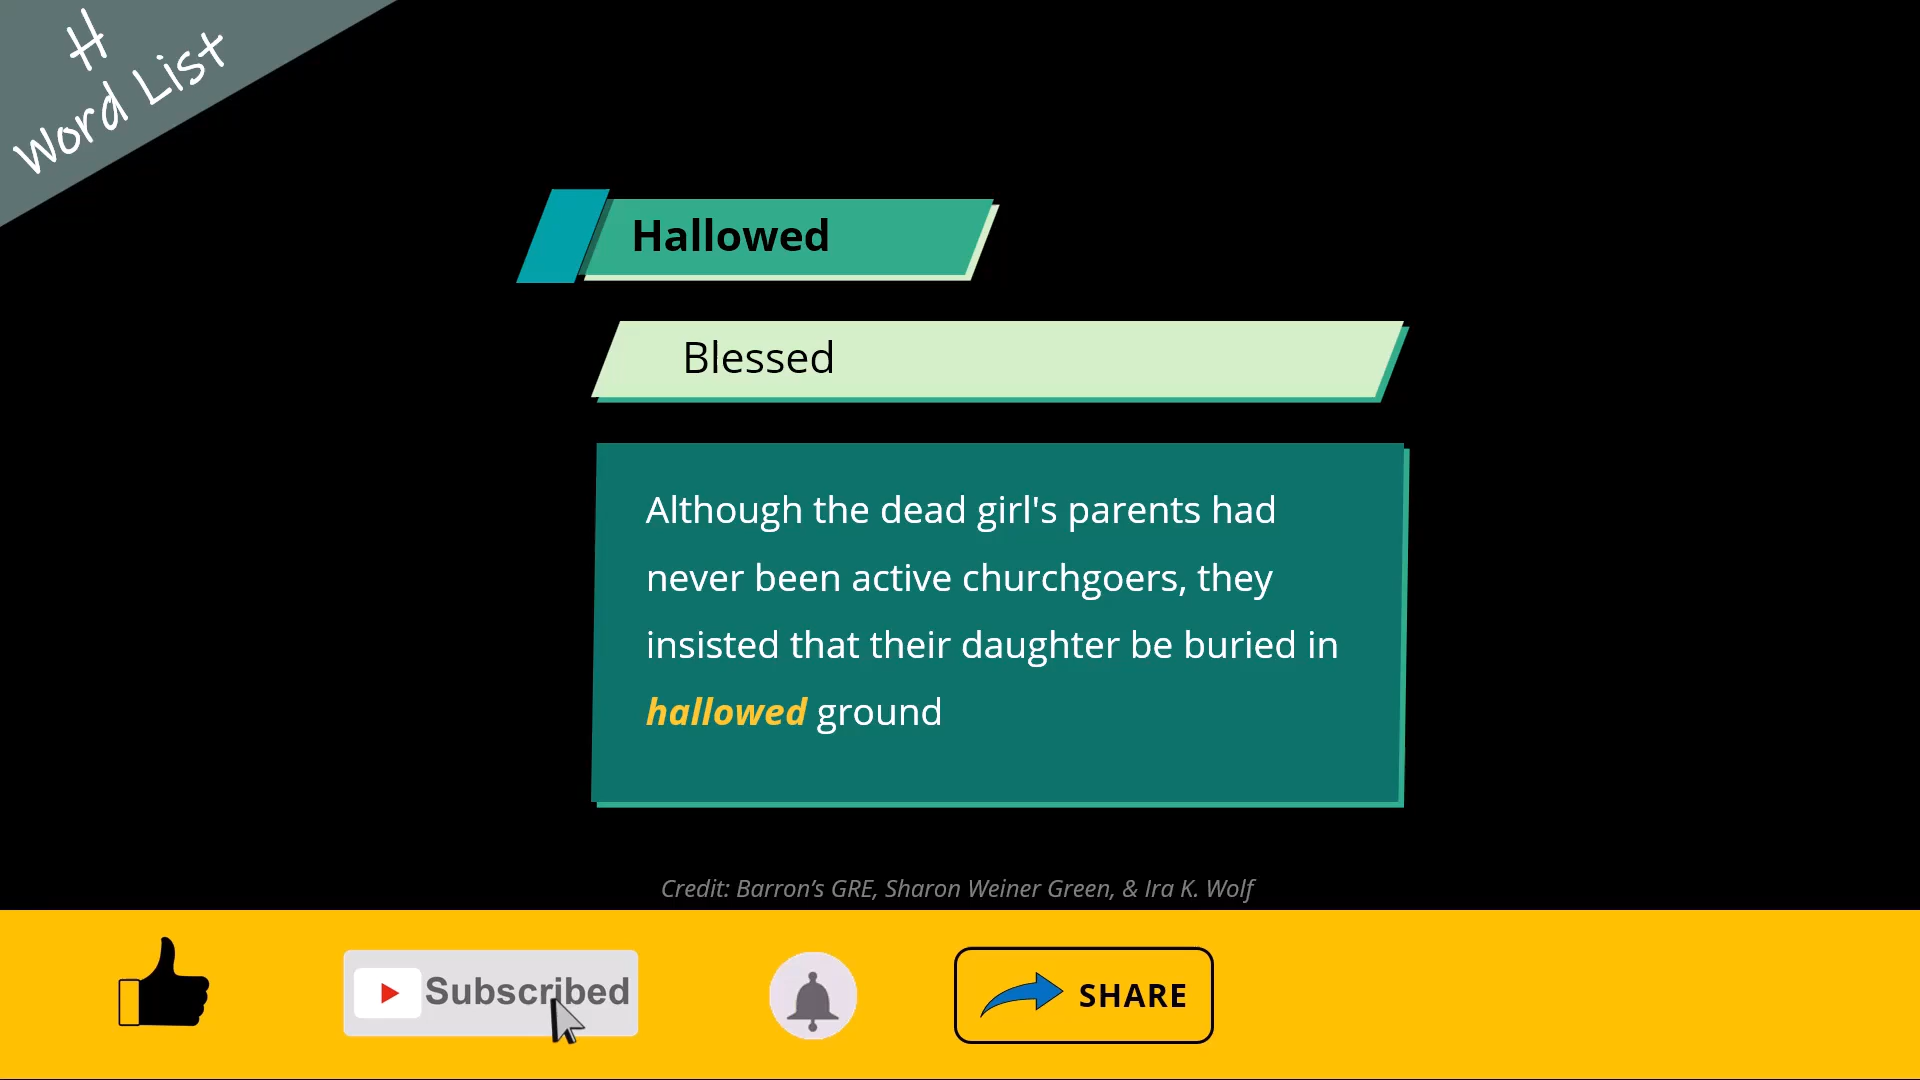 H
Word List
Hallowed
Blessed
Although the dead girl's parents had
never been active churchgoers, they
insisted that their daughter be buried in
hallowed ground
Credit: Barron’s GRE, Sharon Weiner Green, & Ira K. Wolf
Subscribed
SHARE